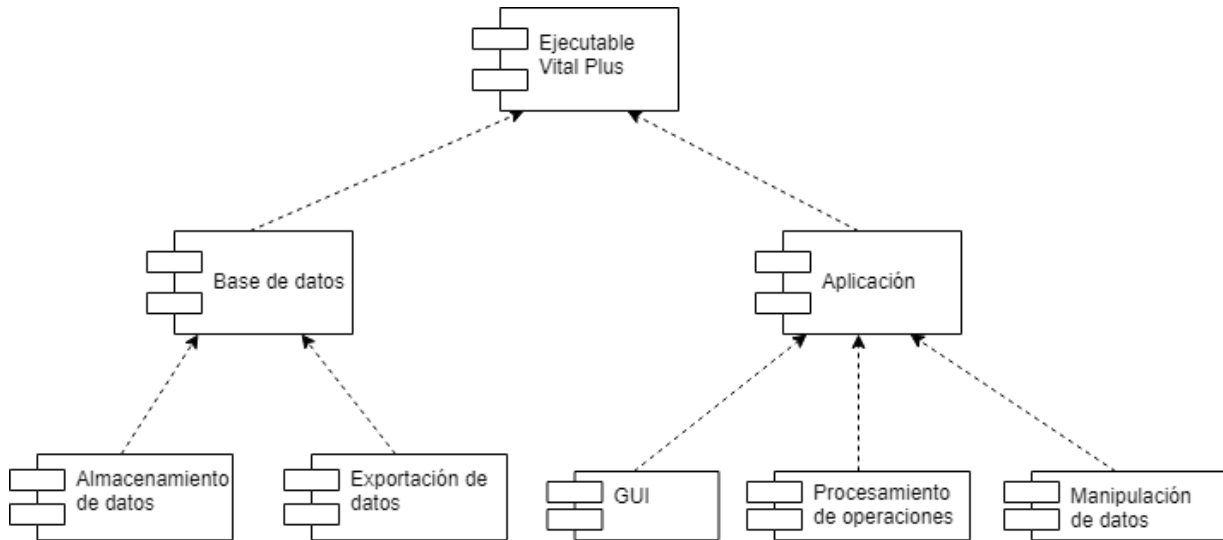 Ejecutable
Vital Plus
Base de datos
Aplicación
Almacenamiento
de datos
Exportación de
datos
GUI
Procesamiento
de operaciones
Manipulación
de datos